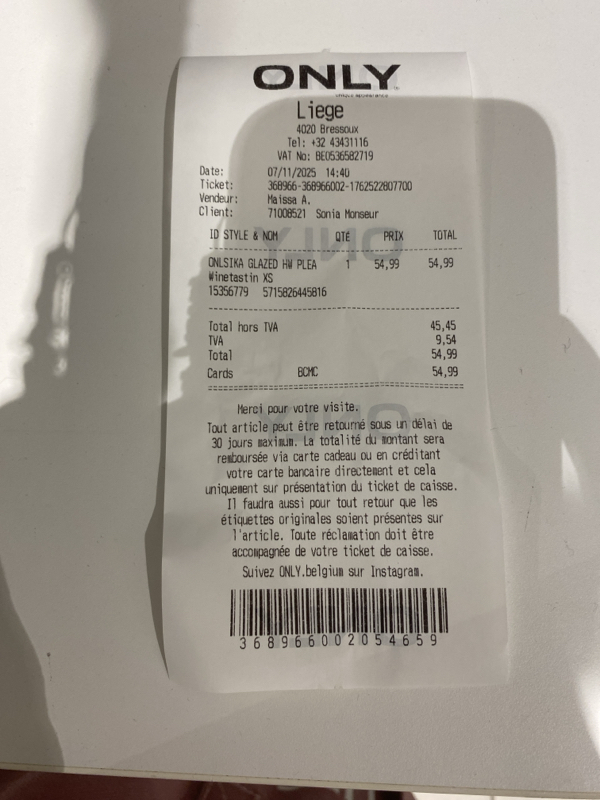 ONLY
Liege
4020 Bressoux
Tel: +32 43431116
VAT No: BE0536582719
Date: 07/11/2025 14:40
Ticket: 368966-368966002-1762522807700
Vendeur: Maissa A.
Client: 71008521 Sonia Monseur
ID STYLE & NOM QTÉ PRIX TOTAL
ONLSIKA GLAZED HW PLEA 1 54,99 54,99
Winetastin XS
15356779 5715826445816
Total hors TVA 45,45
TVA 9,54
Total 54,99
Cards BCMC 54,99
Merci pour votre visite.
Tout article peut être retourné sous un délai de
30 jours maximum. La totalité du montant sera
remboursée via carte cadeau ou en créditant
votre carte bancaire directement et cela
uniquement sur présentation du ticket de caisse.
Il faudra aussi pour tout retour que les
étiquettes originales soient présentes sur
l'article. Toute réclamation doit être
accompagnée de votre ticket de caisse.
Suivez ONLY.belgium sur Instagram.
368966002054659